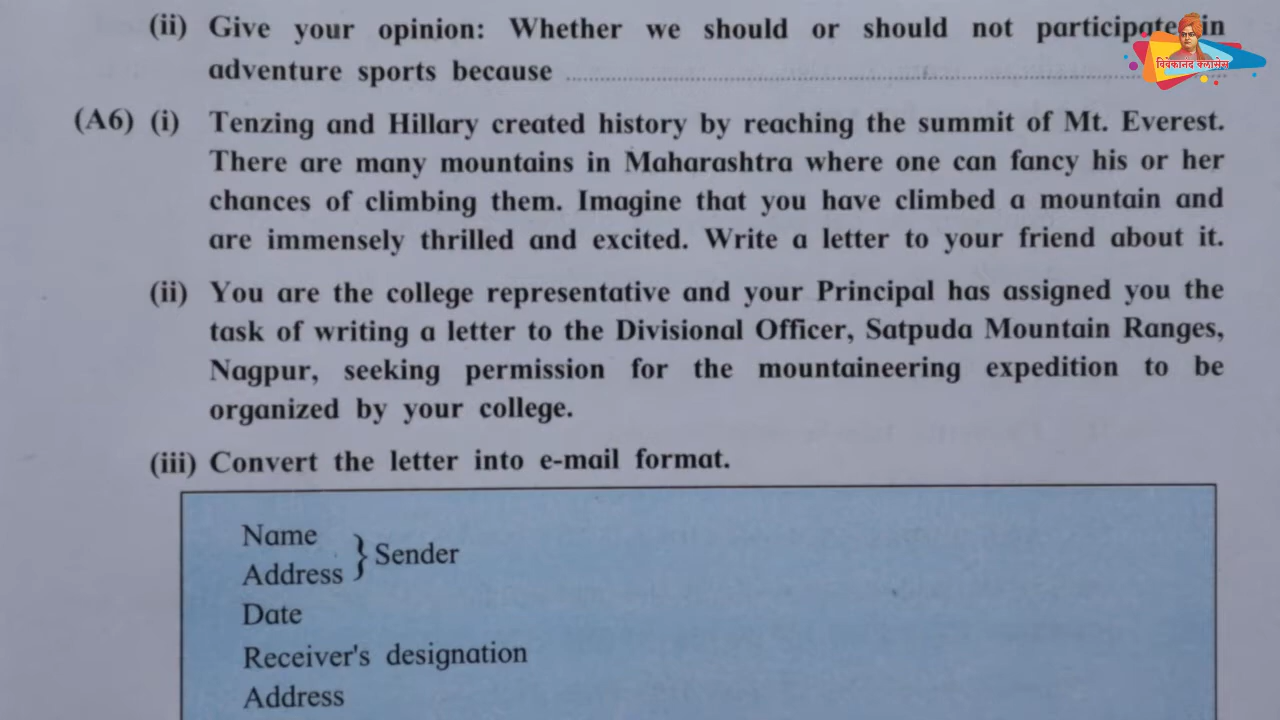 (ii) Give your opinion: Whether we should or should not participate in
adventure sports because
(A6) (i) Tenzing and Hillary created history by reaching the summit of Mt. Everest.
There are many mountains in Maharashtra where one can fancy his or her
chances of climbing them. Imagine that you have climbed a mountain and
are immensely thrilled and excited. Write a letter to your friend about it.
(ii) You are the college representative and your Principal has assigned you the
task of writing a letter to the Divisional Officer, Satpuda Mountain Ranges,
Nagpur, seeking permission for the mountaineering expedition to be
organized by your college.
(iii) Convert the letter into e-mail format.
Name
Address } Sender
Date
Receiver's designation
Address
विवेकानंद क्लासेस